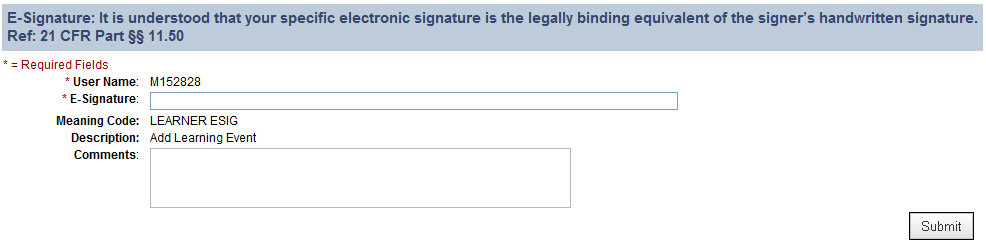 E-Signature: It is understood that your specific electronic signature is the legally binding equivalent of the signer's handwritten signature.
Ref: 21 CFR Part §§ 11.50
* = Required Fields
* User Name: M152828
* E-Signature:
Meaning Code: LEARNER ESIG
Description: Add Learning Event
Comments:
Submit